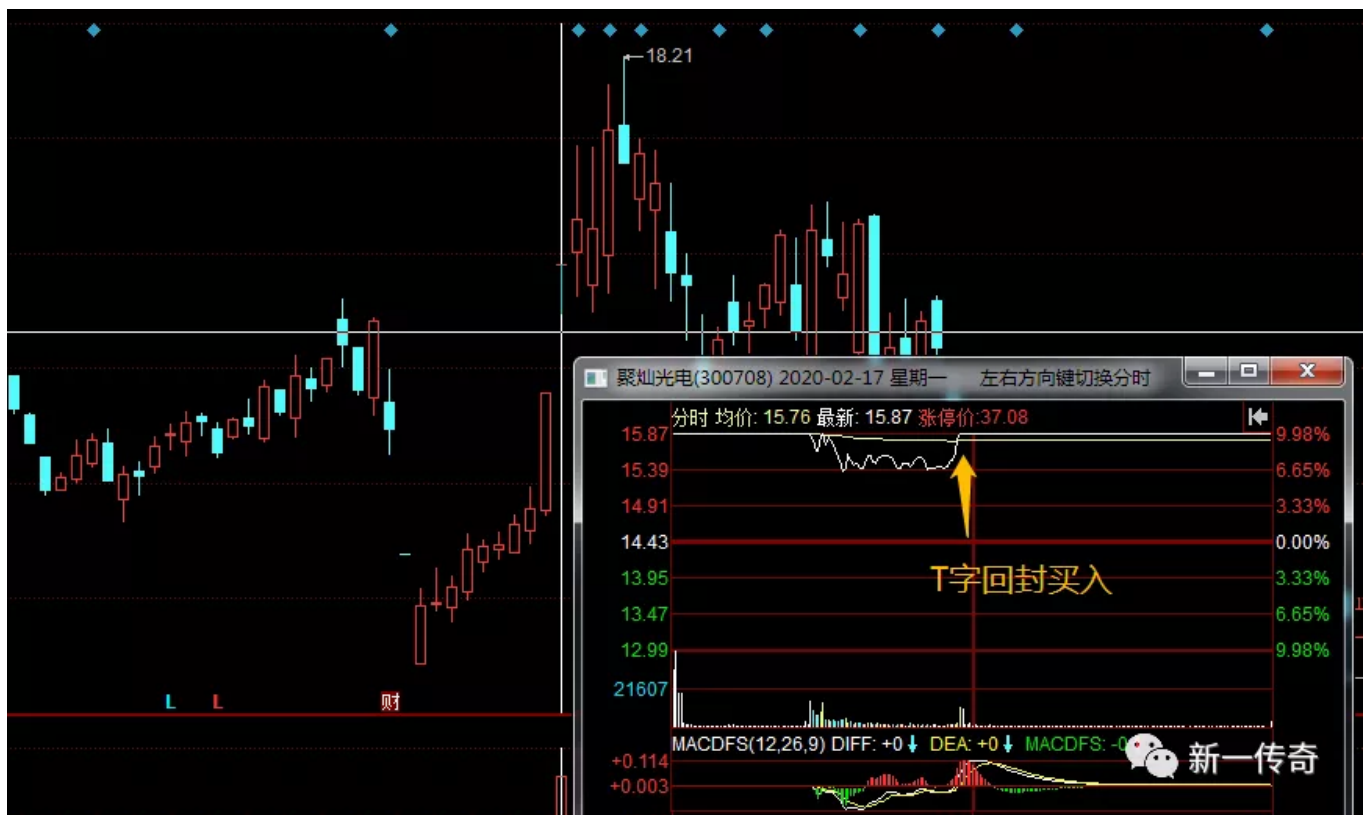 18.21
聚灿光电(300708) 2020-02-17 星期一 左右方向键切换分时
分时 均价: 15.76 最新: 15.87 涨停价:37.08
15.87 9.98%
15.39 6.65%
14.91 3.33%
14.43 0.00%
T字回封买入
13.95 3.33%
13.47 6.65%
12.99 9.98%
21607
L L 财
MACDFS(12,26,9) DIFF: +0↓ DEA: +0↓ MACDFS: -0
新一传奇
+0.114
+0.003